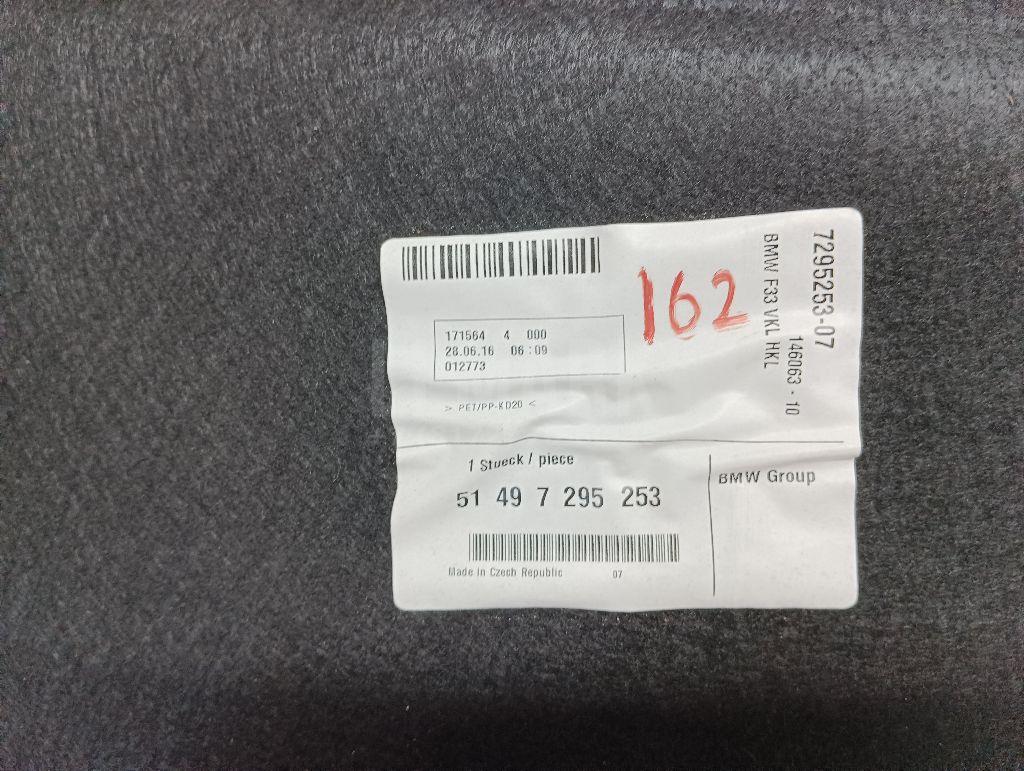 162
7295253-07
146063 - 10
BMW F33 VKL HKL
171564 4 000
28.06.16 06:09
012773
> PET/PP-KD20 <
1 Stueck / piece
51 49 7 295 253
BMW Group
Made in Czech Republic 07